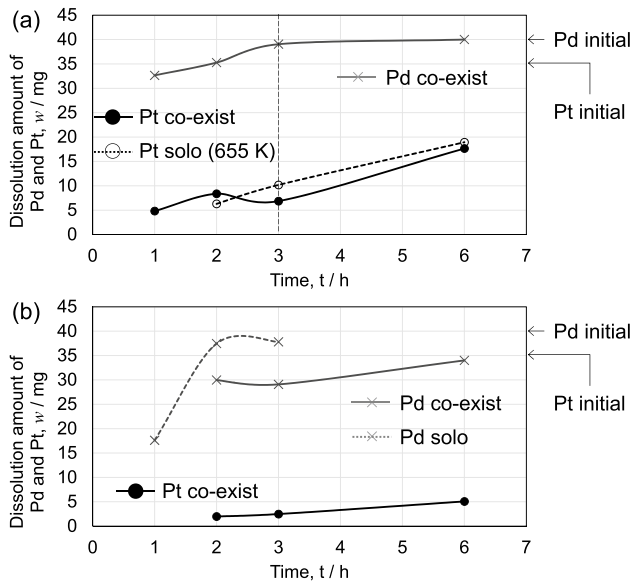 (a)
45
40
35
30
25
20
15
10
5
0
Dissolution amount of
Pd and Pt, w / mg
Pd initial
Pd co-exist
Pt initial
Pt co-exist
Pt solo (655 K)
0 1 2 3 4 5 6 7
Time, t / h
(b)
45
40
35
30
25
20
15
10
5
0
Dissolution amount of
Pd and Pt, w / mg
Pd initial
Pt initial
Pd co-exist
Pd solo
Pt co-exist
0 1 2 3 4 5 6 7
Time, t / h